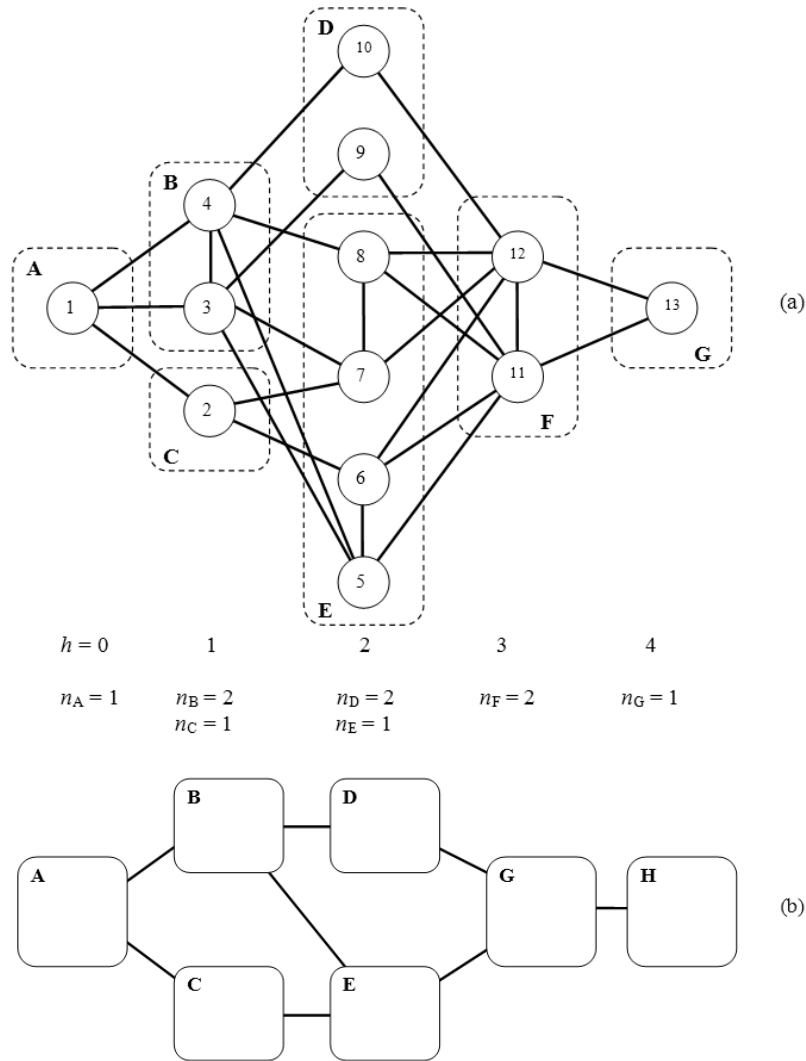 D
10
9
B
4
A
8
12
1
3
13
(a)
G
7
11
2
F
C
6
5
E
h = 0 1 2 3 4
nA = 1 nB = 2 nD = 2 nF = 2 nG = 1
nC = 1 nE = 1
B D
A G H
(b)
C E